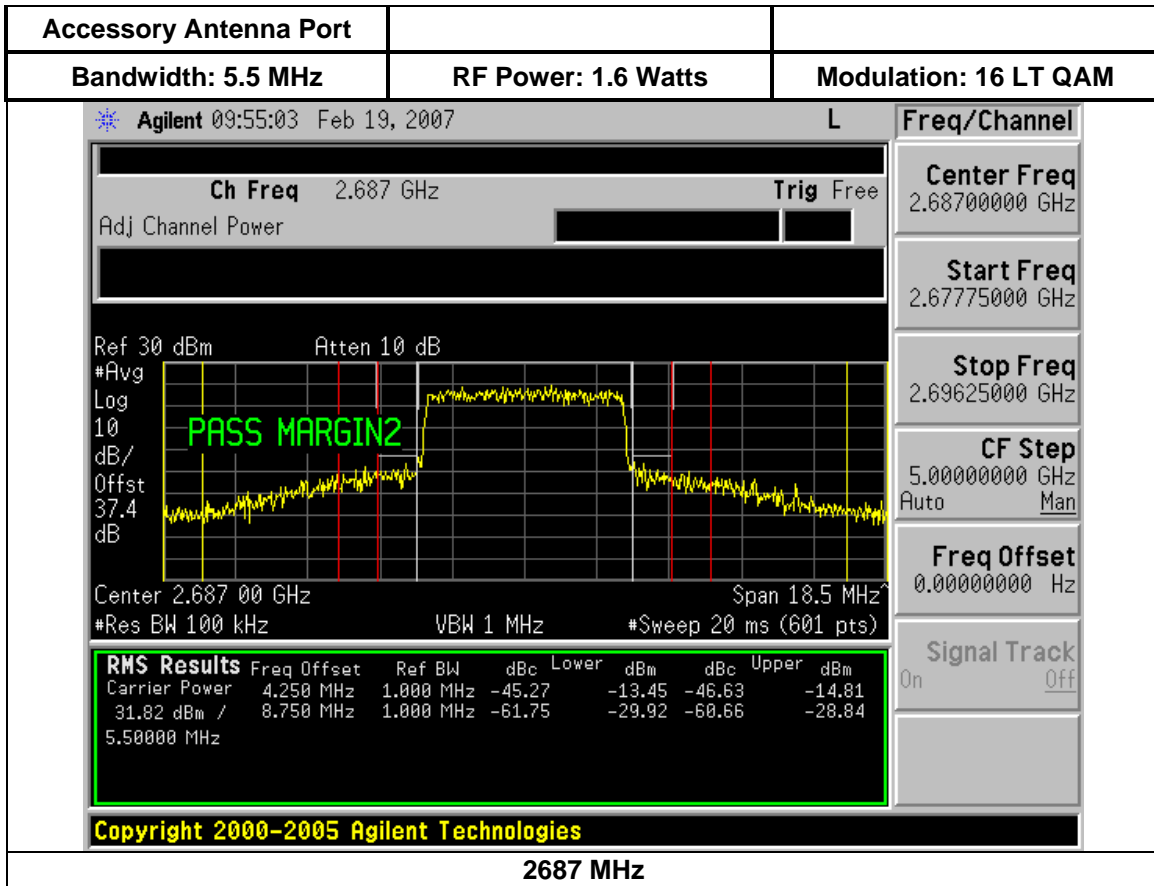 Accessory Antenna Port
Bandwidth: 5.5 MHz RF Power: 1.6 Watts Modulation: 16 LT QAM
Agilent 09:55:03 Feb 19, 2007 L Freq/Channel
Ch Freq 2.687 GHz Trig Free
Adj Channel Power
Center Freq
2.68700000 GHz
Start Freq
2.67775000 GHz
Stop Freq
2.69625000 GHz
CF Step
5.00000000 GHz
Auto Man
Freq Offset
0.00000000 Hz
Signal Track
On Off
Ref 30 dBm Atten 10 dB
#Avg
Log
10
dB/
Offst
37.4
dB
PASS MARGIN2
Center 2.687 00 GHz Span 18.5 MHz^
#Res BW 100 kHz VBW 1 MHz #Sweep 20 ms (601 pts)
RMS Results Freq Offset Ref BW dBc Lower dBm dBc Upper dBm
Carrier Power 4.250 MHz 1.000 MHz -45.27 -13.45 -46.63 -14.81
31.82 dBm / 8.750 MHz 1.000 MHz -61.75 -29.92 -60.66 -28.84
5.50000 MHz
Copyright 2000-2005 Agilent Technologies
2687 MHz